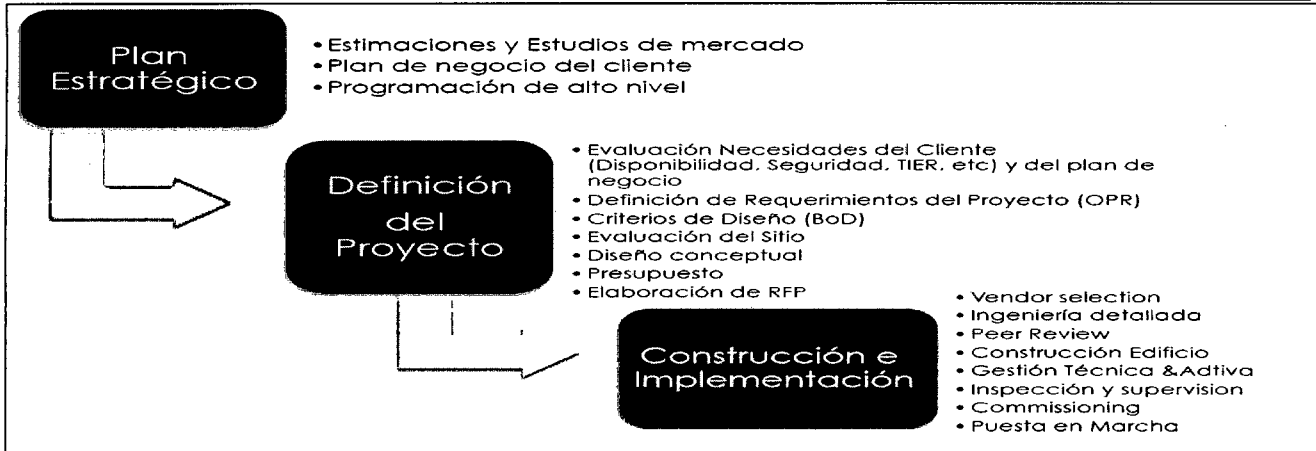 Plan
Estratégico
• Estimaciones y Estudios de mercado
• Plan de negocio del cliente
• Programación de alto nivel
Definición
del
Proyecto
• Evaluación Necesidades del Cliente
(Disponibilidad, Seguridad, TIER, etc) y del plan de
negocio
• Definición de Requerimientos del Proyecto (OPR)
• Criterios de Diseño (BoD)
• Evaluación del Sitio
• Diseño conceptual
• Presupuesto
• Elaboración de RFP
Construcción e
Implementación
• Vendor selection
• Ingeniería detallada
• Peer Review
• Construcción Edificio
• Gestión Técnica &Adtiva
• Inspección y supervision
• Commissioning
• Puesta en Marcha